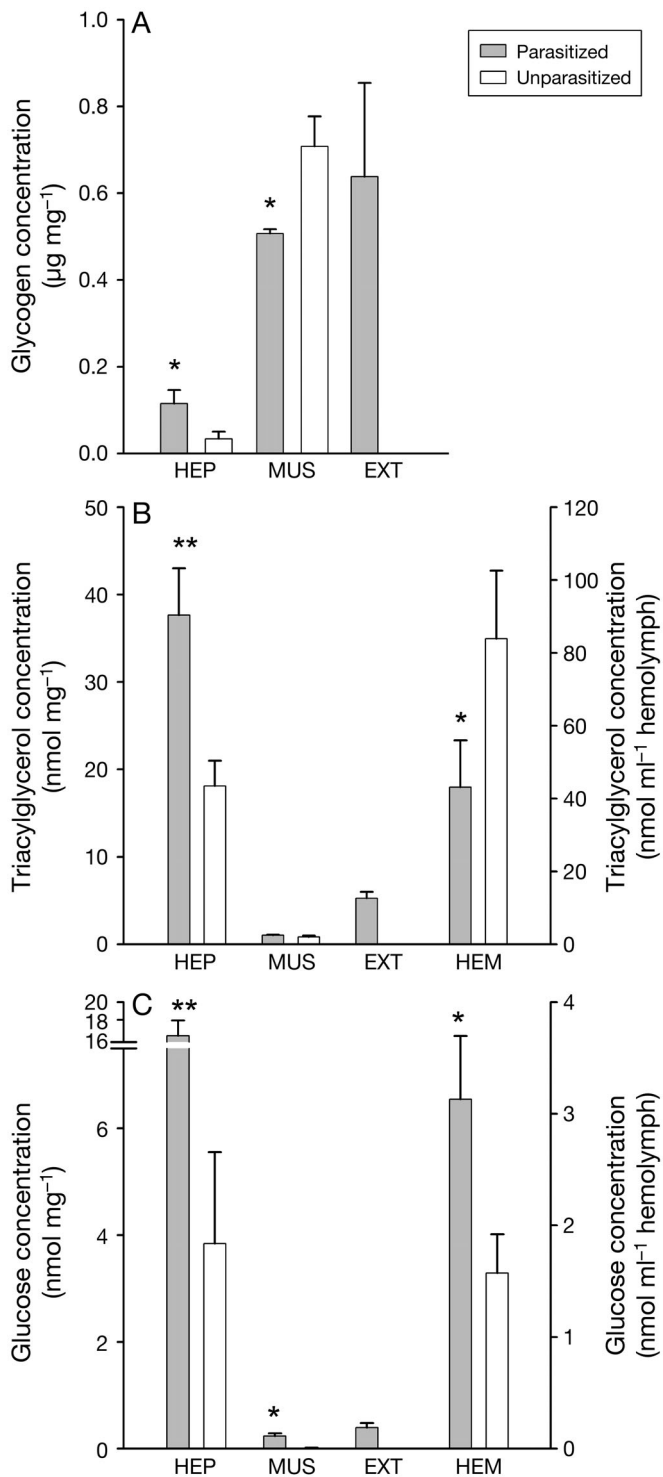 A
Parasitized
Unparasitized
Glycogen concentration
(µg mg–1)
1.0
0.8
0.6
0.4
0.2
0.0
*
*
HEP MUS EXT
B
Triacylglycerol concentration
(nmol mg–1)
50
40
30
20
10
0
**
*
120
100
80
60
40
20
0
Triacylglycerol concentration
(nmol ml–1 hemolymph)
HEP MUS EXT HEM
C
Glucose concentration
(nmol mg–1)
20
18
16
6
4
2
0
**
*
*
4
3
2
1
0
Glucose concentration
(nmol ml–1 hemolymph)
HEP MUS EXT HEM